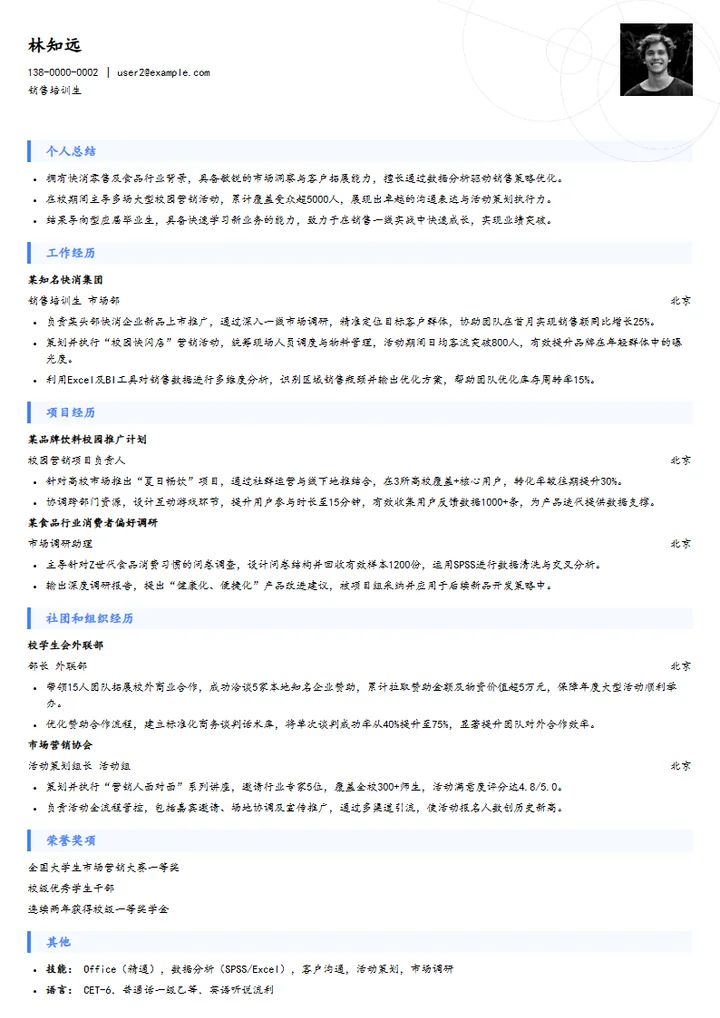 林知远
138-0000-0002 | user2@example.com
销售培训生
个人总结
• 拥有快消零售及食品行业背景，具备敏锐的市场洞察与客户拓展能力，擅长通过数据分析驱动销售策略优化。
• 在校期间主导多场大型校园营销活动，累计覆盖受众超5000人，展现出卓越的沟通表达与活动策划执行力。
• 结果导向型应届毕业生，具备快速学习新业务的能力，致力于在销售一线实战中快速成长，实现业绩突破。
工作经历
某知名快消集团
销售培训生 市场部 北京
• 负责某头部快消企业新品上市推广，通过深入一线市场调研，精准定位目标客户群体，协助团队在首月实现销售额同比增长25%。
• 策划并执行“校园快闪店”营销活动，统筹现场人员调度与物料管理，活动期间日均客流突破800人，有效提升品牌在年轻群体中的曝
光度。
• 利用Excel及BI工具对销售数据进行多维度分析，识别区域销售瓶颈并输出优化方案，帮助团队优化库存周转率15%。
项目经历
某品牌饮料校园推广计划
校园营销项目负责人 北京
• 针对高校市场推出“夏日畅饮”项目，通过社群运营与线下地推结合，在3所高校覆盖+核心用户，转化率较往期提升30%。
• 协调跨部门资源，设计互动游戏环节，提升用户参与时长至15分钟，有效收集用户反馈数据1000+条，为产品迭代提供数据支撑。
某食品行业消费者偏好调研
市场调研助理 北京
• 主导针对Z世代食品消费习惯的问卷调查，设计问卷结构并回收有效样本1200份，运用SPSS进行数据清洗与交叉分析。
• 输出深度调研报告，提出“健康化、便捷化”产品改进建议，被项目组采纳并应用于后续新品开发策略中。
社团和组织经历
校学生会外联部
部长 外联部 北京
• 带领15人团队拓展校外商业合作，成功洽谈5家本地知名企业赞助，累计拉取赞助金额及物资价值超5万元，保障年度大型活动顺利举
办。
• 优化赞助合作流程，建立标准化商务谈判话术库，将单次谈判成功率从40%提升至75%，显著提升团队对外合作效率。
市场营销协会
活动策划组长 活动组 北京
• 策划并执行“营销人面对面”系列讲座，邀请行业专家5位，覆盖全校300+师生，活动满意度评分达4.8/5.0。
• 负责活动全流程管控，包括嘉宾邀请、场地协调及宣传推广，通过多渠道引流，使活动报名人数创历史新高。
荣誉奖项
全国大学生市场营销大赛一等奖
校级优秀学生干部
连续两年获得校级一等奖学金
其他
• 技能： Office（精通），数据分析（SPSS/Excel），客户沟通，活动策划，市场调研
• 语言： CET-6、普通话一级乙等、英语听说流利